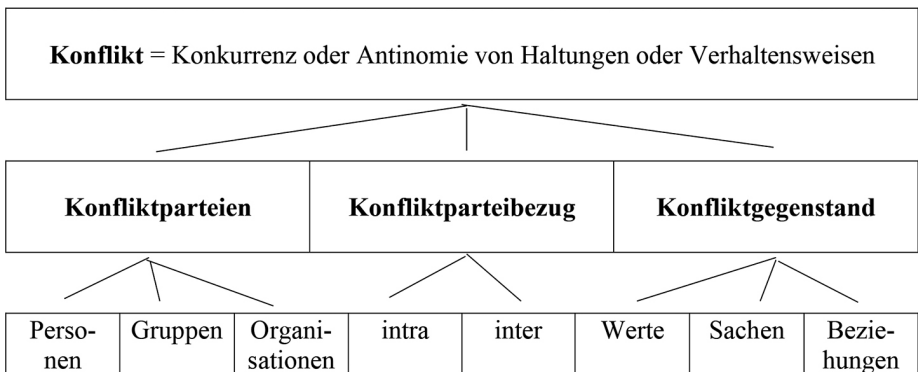 Konflikt = Konkurrenz oder Antinomie von Haltungen oder Verhaltensweisen
Konfliktparteien Konfliktparteibezug Konfliktgegenstand
Perso- Gruppen Organi- intra inter Werte Sachen Bezie-
nen sationen hungen